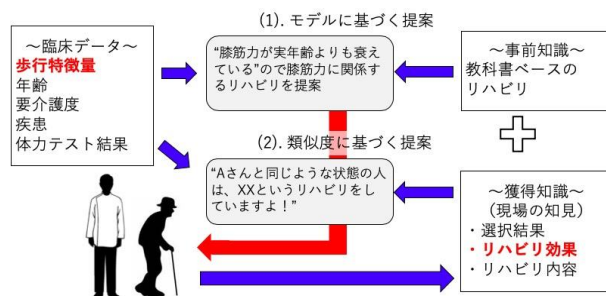 (1). モデルに基づく提案
～臨床データ～
歩行特徴量
年齢
要介護度
疾患
体力テスト結果
“膝筋力が実年齢よりも衰え
ている”ので膝筋力に関係す
るリハビリを提案
～事前知識～
教科書ベースの
リハビリ
(2). 類似度に基づく提案
“Aさんと同じような状態の人
は、XXというリハビリをし
ていますよ！”
～獲得知識～
（現場の知見）
・選択結果
・リハビリ効果
・リハビリ内容